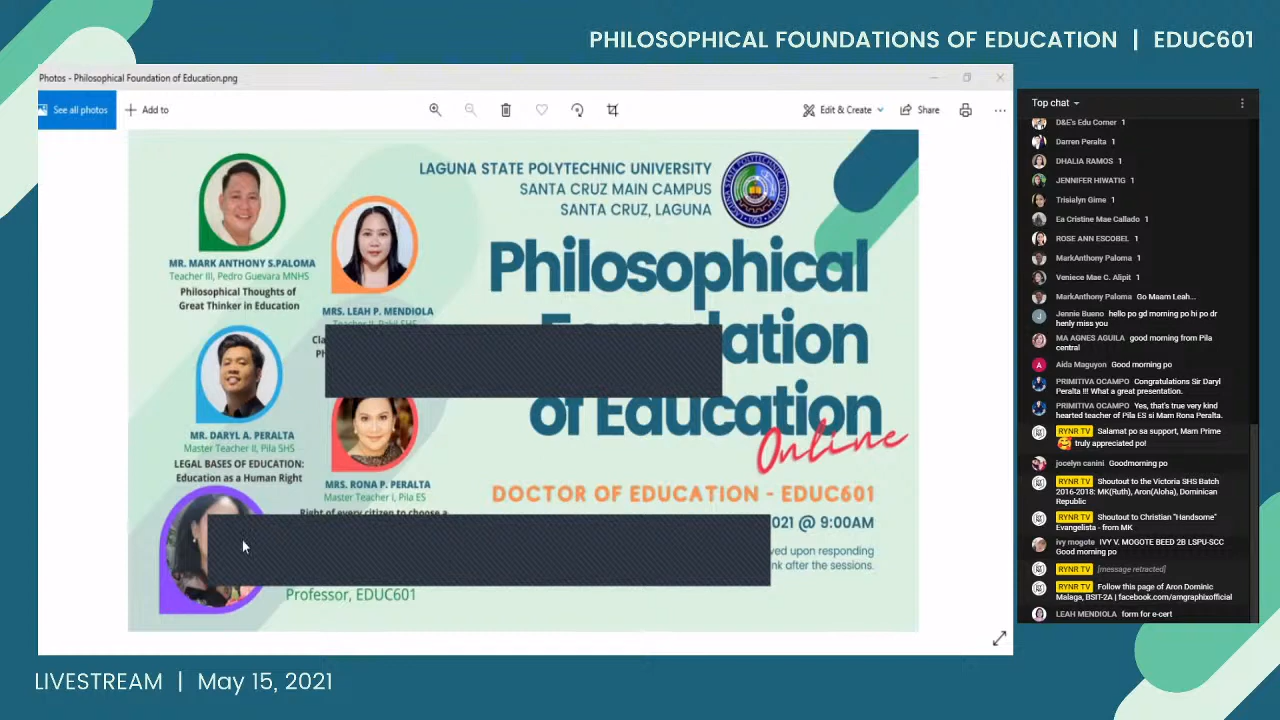 PHILOSOPHICAL FOUNDATIONS OF EDUCATION | EDUC601
Photos - Philosophical Foundation of Education.png
See all photos
Add to
Edit & Create
Share
LAGUNA STATE POLYTECHNIC UNIVERSITY
SANTA CRUZ MAIN CAMPUS
SANTA CRUZ, LAGUNA
MR. MARK ANTHONY S.PALOMA
Teacher III, Pedro Guevara MNHS
Philosophical Thoughts of
Great Thinker in Education
MRS. LEAH P. MENDIOLA
Philosophical
of Education
Online
MR. DARYL A. PERALTA
Master Teacher II, Pila SHS
LEGAL BASES OF EDUCATION:
Education as a Human Right
MRS. RONA P. PERALTA
Master Teacher I, Pila ES
Right of every citizen to choose a
DOCTOR OF EDUCATION - EDUC601
@ 9:00AM
upon responding
after the sessions.
Professor, EDUC601
Top chat
D&E's Edu Corner 1
Darren Peralta 1
DHALIA RAMOS 1
JENNIFER HIWATIG 1
Trisialyn Gime 1
Ea Cristine Mae Callado 1
ROSE ANN ESCOBEL 1
MarkAnthony Paloma 1
Veniece Mae C. Alipit 1
MarkAnthony Paloma Go Maam Leah...
J
Jennie Bueno hello po gd morning po hi po dr
henly miss you
MA AGNES AGUILA good morning from Pila
central
A
Aida Maguyon Good morning po
PRIMITIVA OCAMPO Congratulations Sir Daryl
Peralta !!! What a great presentation.
PRIMITIVA OCAMPO Yes, that's true very kind
hearted teacher of Pila ES si Mam Rona Peralta.
RYNR TV Salamat po sa support, Mam Prime
truly appreciated po!
jocelyn canini Goodmorning po
RYNR TV Shoutout to the Victoria SHS Batch
2016-2018: MK(Ruth), Aron(Aloha), Dominican
Republic
RYNR TV Shoutout to Christian "Handsome"
Evangelista - from MK
ivy mogote IVY V. MOGOTE BEED 2B LSPU-SCC
Good morning po
RYNR TV [message retracted]
RYNR TV Follow this page of Aron Dominic
Malaga, BSIT-2A | facebook.com/amgraphixofficial
LEAH MENDIOLA form for e-cert
LIVESTREAM | May 15, 2021